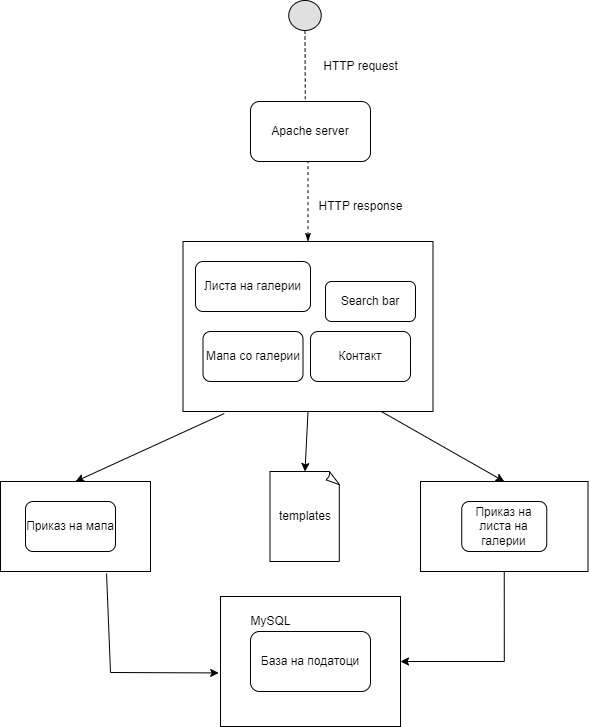 HTTP request
Apache server
HTTP response
Листа на галерии
Search bar
Мапа со галерии
Контакт
Приказ на мапа
templates
Приказ на
листа на
галерии
MySQL
База на податоци